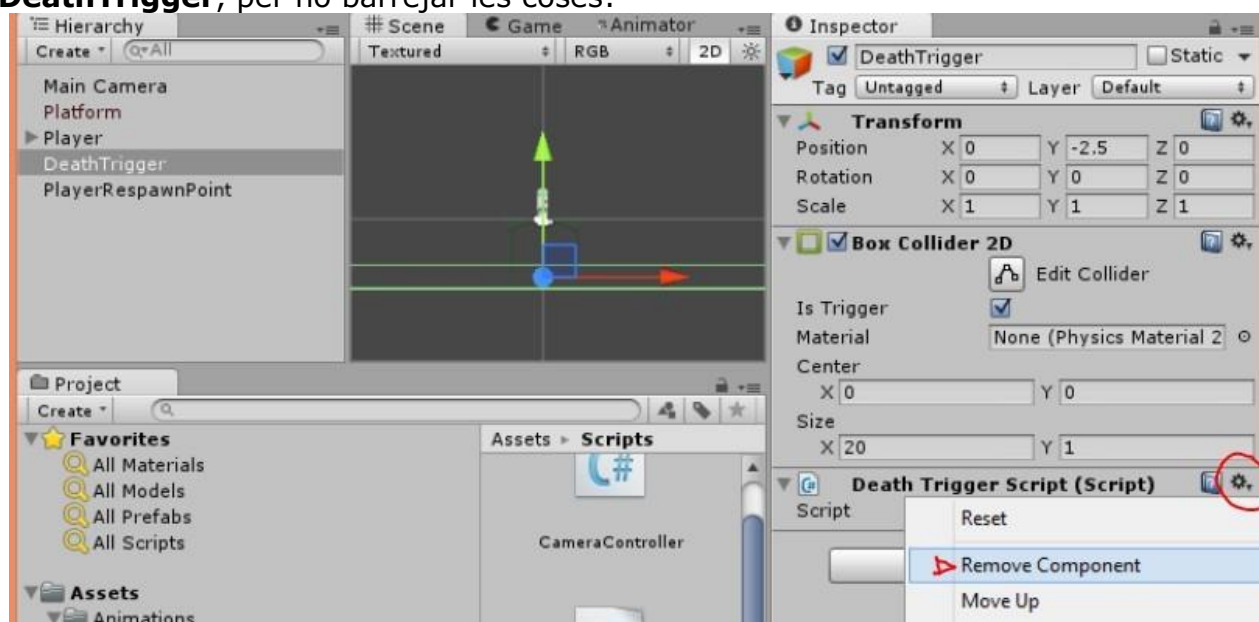 DeathTrigger, per no barrejar les coses:
Hierarchy
Create
All
Main Camera
Platform
Player
DeathTrigger
PlayerRespawnPoint
Scene Game Animator
Textured RGB 2D
Inspector
DeathTrigger Static
Tag Untagged Layer Default
Transform
Position X 0 Y -2.5 Z 0
Rotation X 0 Y 0 Z 0
Scale X 1 Y 1 Z 1
Box Collider 2D
Edit Collider
Is Trigger
Material None (Physics Material 2
Center
X 0 Y 0
Size
X 20 Y 1
Death Trigger Script (Script)
Script
Reset
Remove Component
Move Up
Project
Create
Favorites
All Materials
All Models
All Prefabs
All Scripts
Assets
Animations
Assets Scripts
C#
CameraController